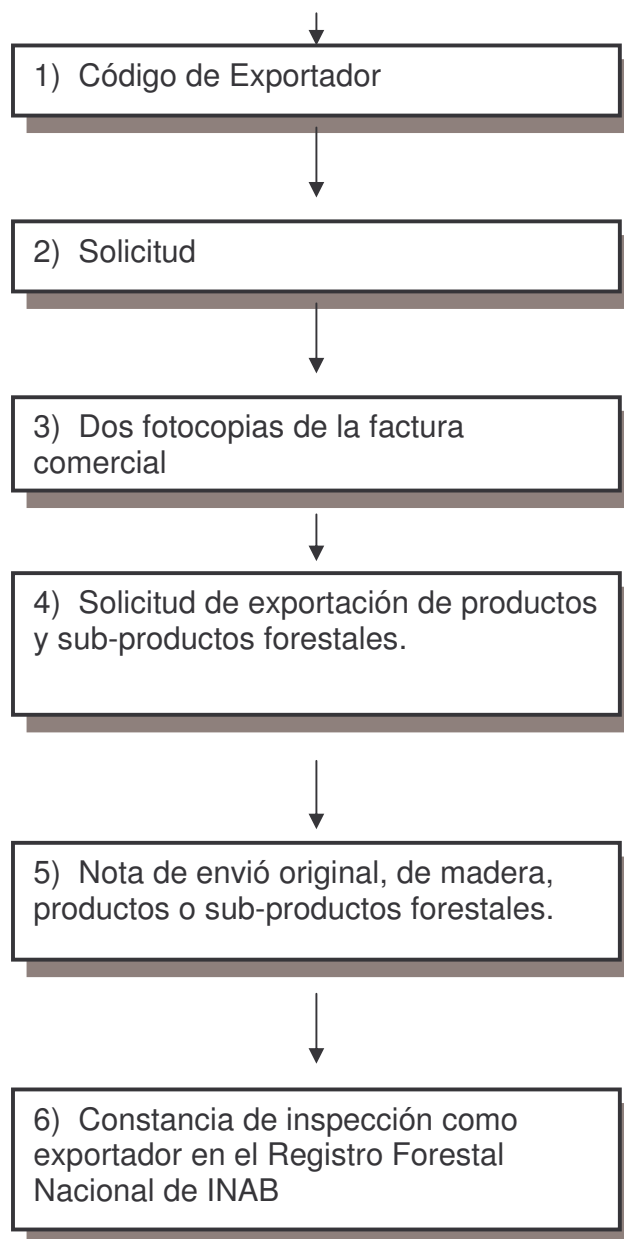 1) Código de Exportador
2) Solicitud
3) Dos fotocopias de la factura
comercial
4) Solicitud de exportación de productos
y sub-productos forestales.
5) Nota de envió original, de madera,
productos o sub-productos forestales.
6) Constancia de inspección como
exportador en el Registro Forestal
Nacional de INAB